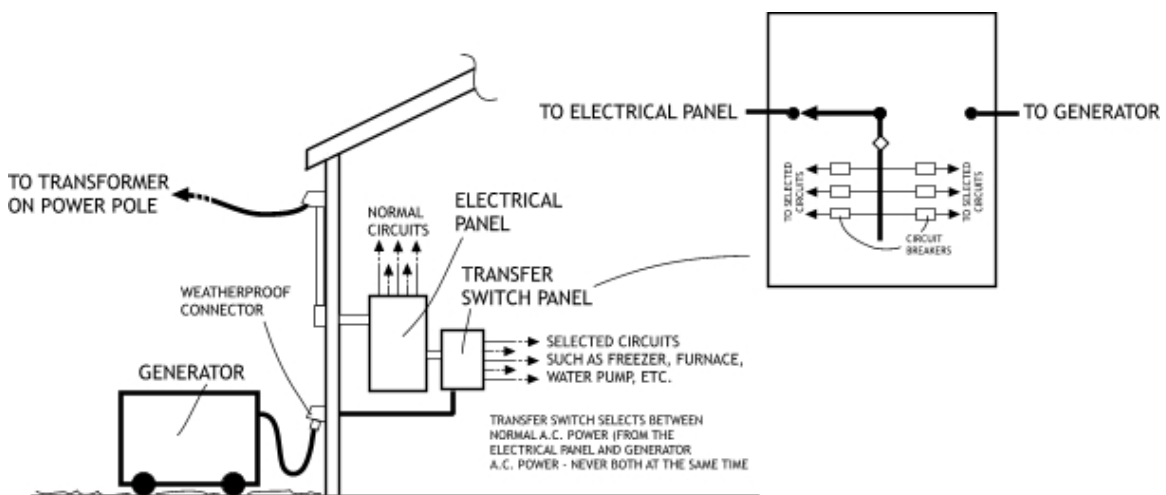 TO TRANSFORMER
ON POWER POLE
NORMAL
CIRCUITS
ELECTRICAL
PANEL
TRANSFER
SWITCH PANEL
WEATHERPROOF
CONNECTOR
GENERATOR
SELECTED CIRCUITS
SUCH AS FREEZER, FURNACE,
WATER PUMP, ETC.
TRANSFER SWITCH SELECTS BETWEEN
NORMAL A.C. POWER (FROM THE
ELECTRICAL PANEL AND GENERATOR
A.C. POWER - NEVER BOTH AT THE SAME TIME
TO ELECTRICAL PANEL
TO GENERATOR
TO SELECTED
CIRCUITS
TO SELECTED
CIRCUITS
CIRCUIT
BREAKERS